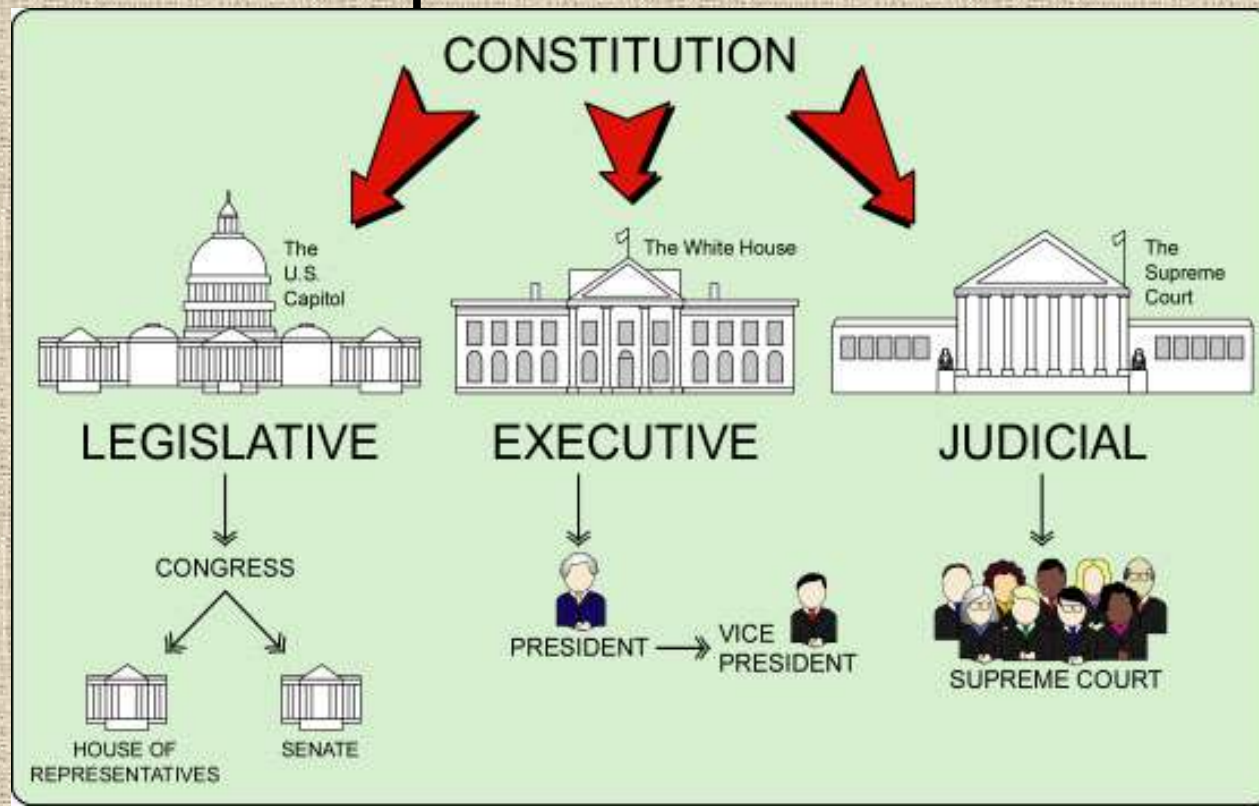 CONSTITUTION
The
U.S.
Capitol
The White House
The
Supreme
Court
LEGISLATIVE
EXECUTIVE
JUDICIAL
CONGRESS
HOUSE OF
REPRESENTATIVES
SENATE
PRESIDENT
VICE
PRESIDENT
SUPREME COURT